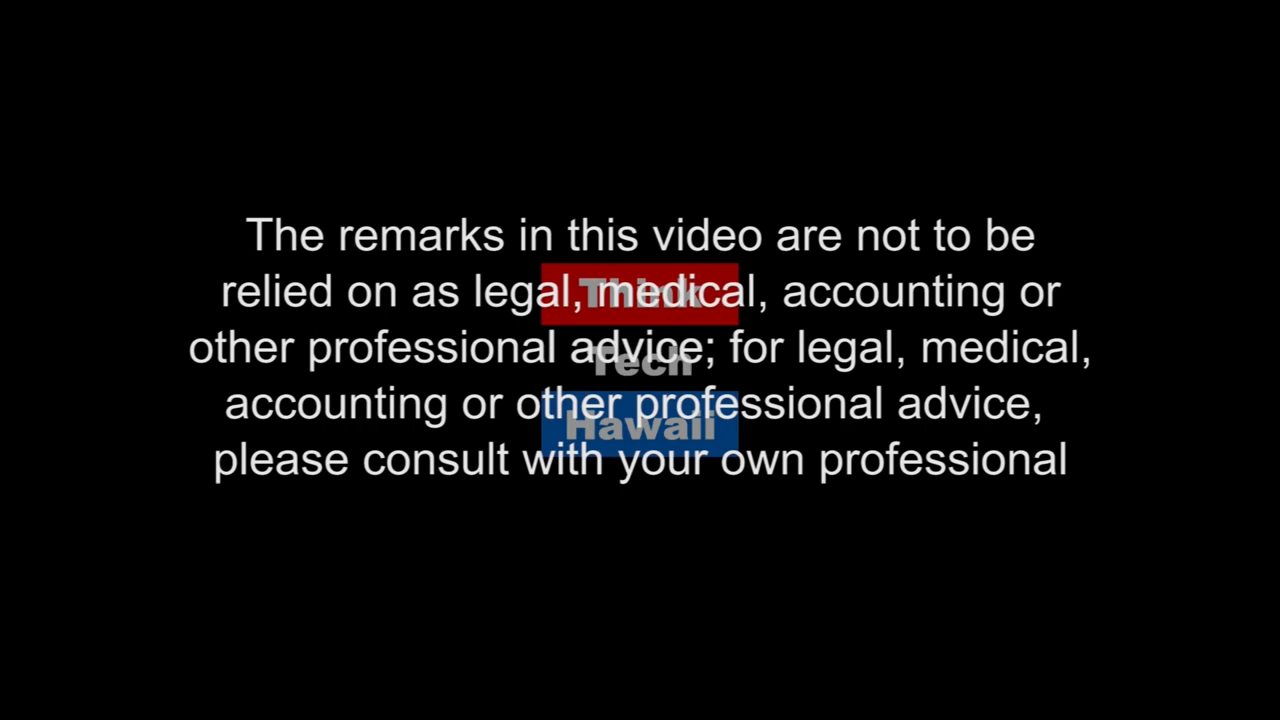 The remarks in this video are not to be
relied on as legal, medical, accounting or
other professional advice; for legal, medical,
accounting or other professional advice,
please consult with your own professional
Think
Tech
Hawaii